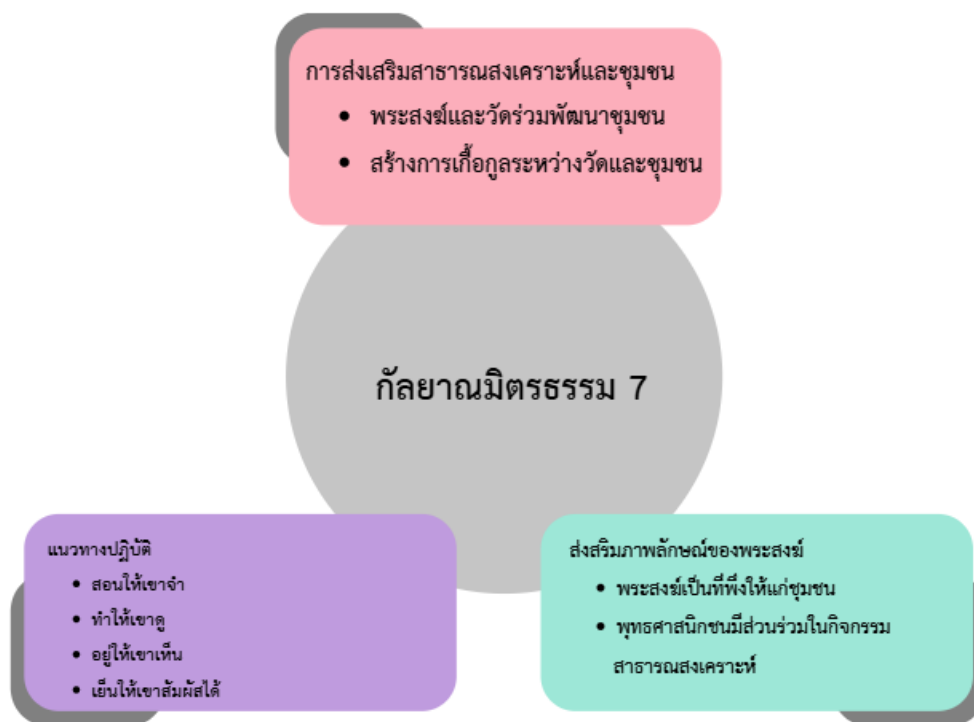 การส่งเสริมสาธารณสงเคราะห์และชุมชน
• พระสงฆ์และวัดร่วมพัฒนาชุมชน
• สร้างการเกื้อกูลระหว่างวัดและชุมชน
กัลยาณมิตรธรรม 7
แนวทางปฏิบัติ
• สอนให้เขาจำ
• ทำให้เขาดู
• อยู่ให้เขาเห็น
• เย็นให้เขาสัมผัสได้
ส่งสริมภาพลักษณ์ของพระสงฆ์
• พระสงฆ์เป็นที่พึ่งให้แก่ชุมชน
• พุทธศาสนิกชนมีส่วนร่วมในกิจกรรม
สาธารณสงเคราะห์